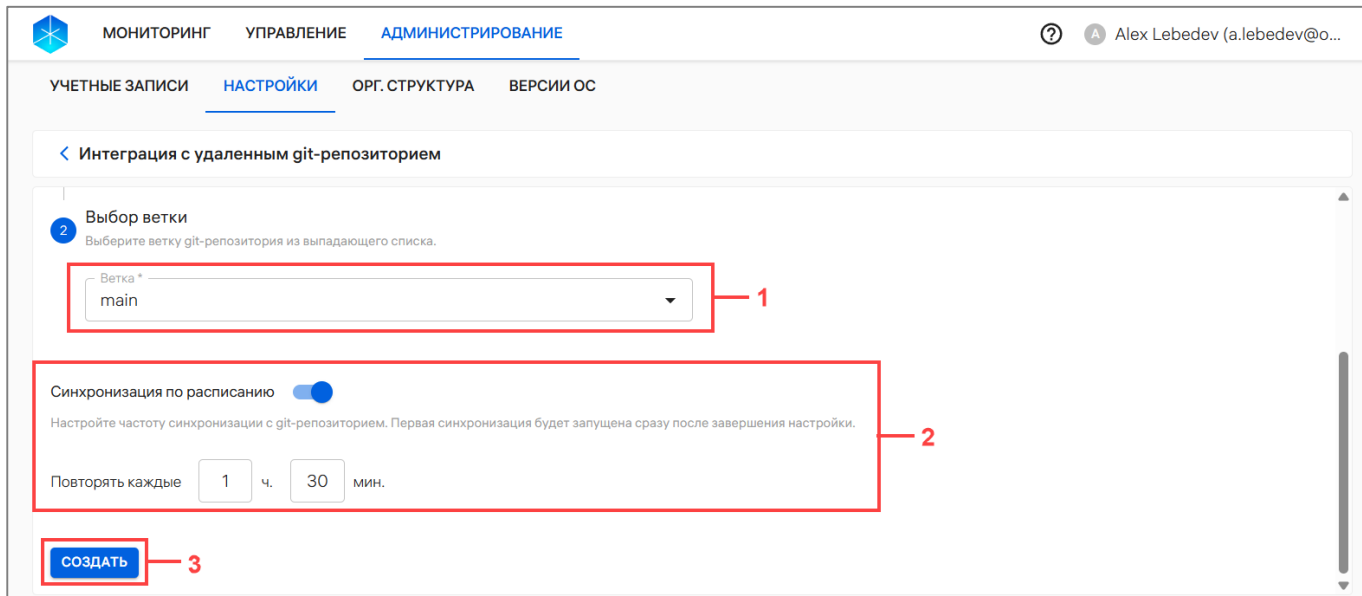 МОНИТОРИНГ УПРАВЛЕНИЕ АДМИНИСТРИРОВАНИЕ ? A Alex Lebedev (a.lebedev@o...
УЧЕТНЫЕ ЗАПИСИ НАСТРОЙКИ ОРГ. СТРУКТУРА ВЕРСИИ ОС
Интеграция с удаленным git-репозиторием
2 Выбор ветки
Выберите ветку git-репозитория из выпадающего списка.
Ветка *
main
1
Синхронизация по расписанию
Настройте частоту синхронизации с git-репозиторием. Первая синхронизация будет запущена сразу после завершения настройки.
2
Повторять каждые 1 ч. 30 мин.
СОЗДАТЬ 3